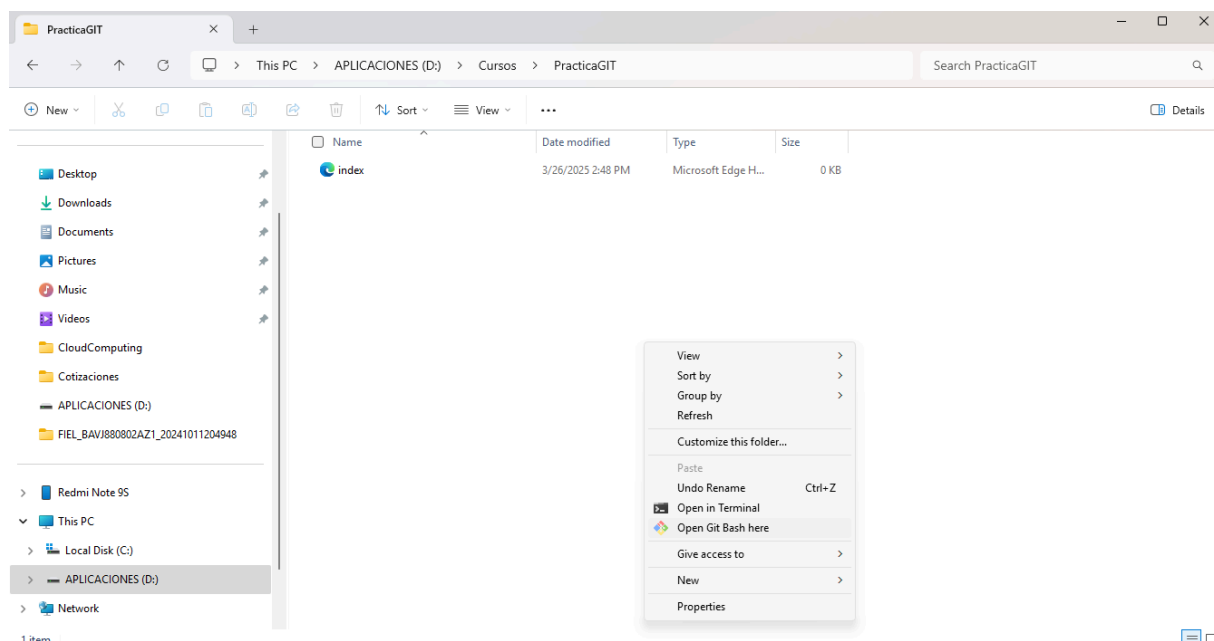 PracticaGIT
This PC > APLICACIONES (D:) > Cursos > PracticaGIT
Search PracticaGIT
New
Sort
View
Details
Name Date modified Type Size
index 3/26/2025 2:48 PM Microsoft Edge H... 0 KB
Desktop
Downloads
Documents
Pictures
Music
Videos
CloudComputing
Cotizaciones
APLICACIONES (D:)
FIEL_BAVJ880802AZ1_20241011204948
Redmi Note 9S
This PC
Local Disk (C:)
APLICACIONES (D:)
Network
1 item
View
Sort by
Group by
Refresh
Customize this folder...
Paste
Undo Rename Ctrl+Z
Open in Terminal
Open Git Bash here
Give access to
New
Properties